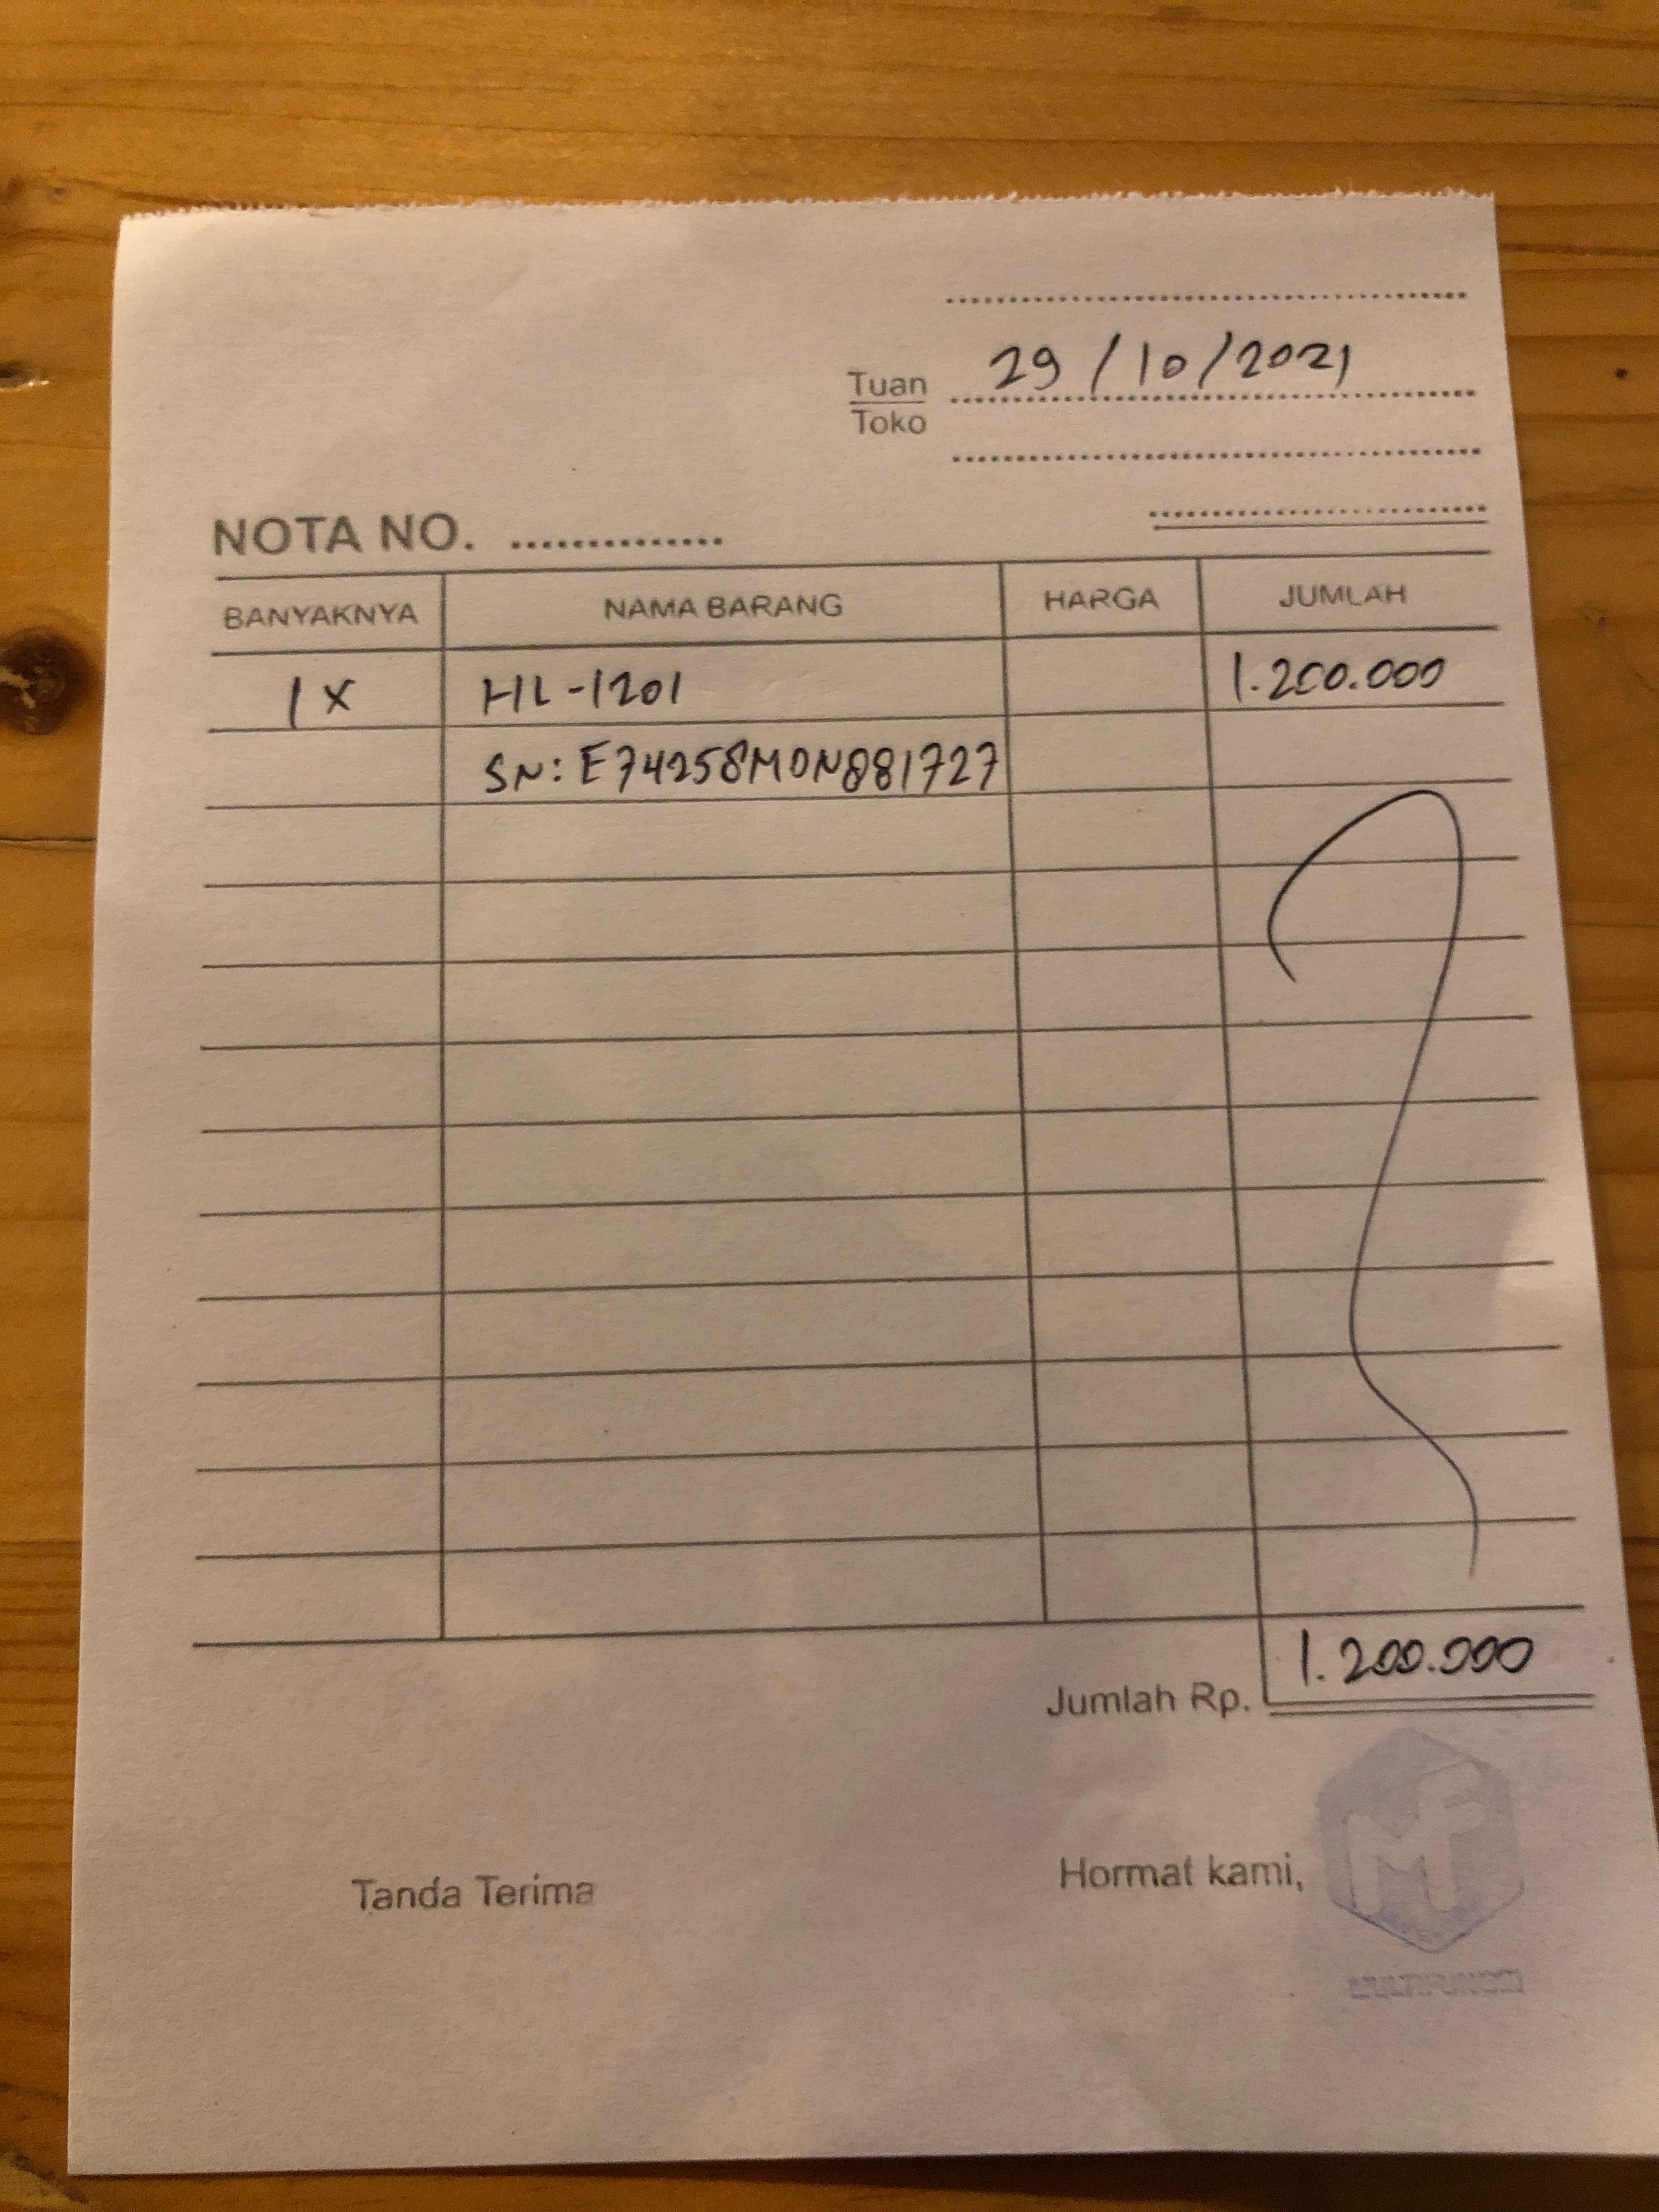 29/10/2021
Tuan
Toko
NOTA NO. ..............
BANYAKNYA NAMA BARANG HARGA JUMLAH
1X HL-1201 1.200.000
SN: E74258M0N881727
Jumlah Rp. 1.200.000
Tanda Terima Hormat kami,
MF